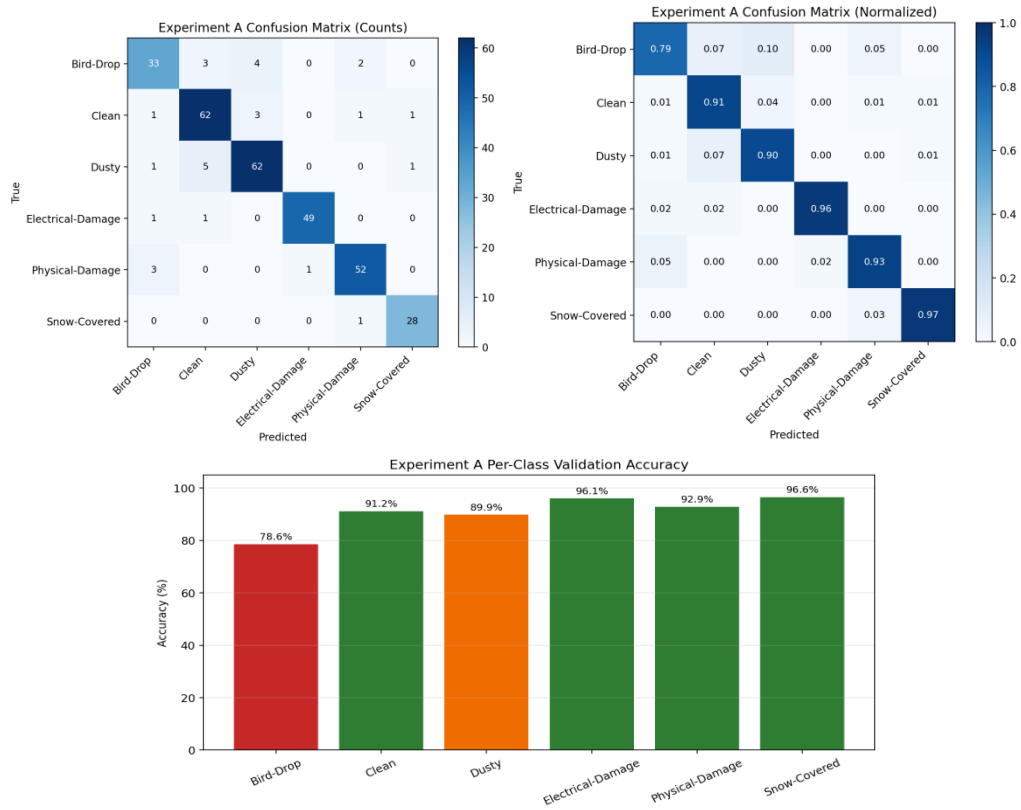 Experiment A Confusion Matrix (Counts)
Bird-Drop 33 3 4 0 2 0
Clean 1 62 3 0 1 1
Dusty 1 5 62 0 0 1
Electrical-Damage 1 1 0 49 0 0
Physical-Damage 3 0 0 1 52 0
Snow-Covered 0 0 0 0 1 28
True
Bird-Drop Clean Dusty Electrical-Damage Physical-Damage Snow-Covered
Predicted
60
50
40
30
20
10
0
Experiment A Confusion Matrix (Normalized)
Bird-Drop 0.79 0.07 0.10 0.00 0.05 0.00
Clean 0.01 0.91 0.04 0.00 0.01 0.01
Dusty 0.01 0.07 0.90 0.00 0.00 0.01
Electrical-Damage 0.02 0.02 0.00 0.96 0.00 0.00
Physical-Damage 0.05 0.00 0.00 0.02 0.93 0.00
Snow-Covered 0.00 0.00 0.00 0.00 0.03 0.97
True
Bird-Drop Clean Dusty Electrical-Damage Physical-Damage Snow-Covered
Predicted
1.0
0.8
0.6
0.4
0.2
0.0
Experiment A Per-Class Validation Accuracy
Accuracy (%)
100
80
60
40
20
0
78.6% 91.2% 89.9% 96.1% 92.9% 96.6%
Bird-Drop Clean Dusty Electrical-Damage Physical-Damage Snow-Covered